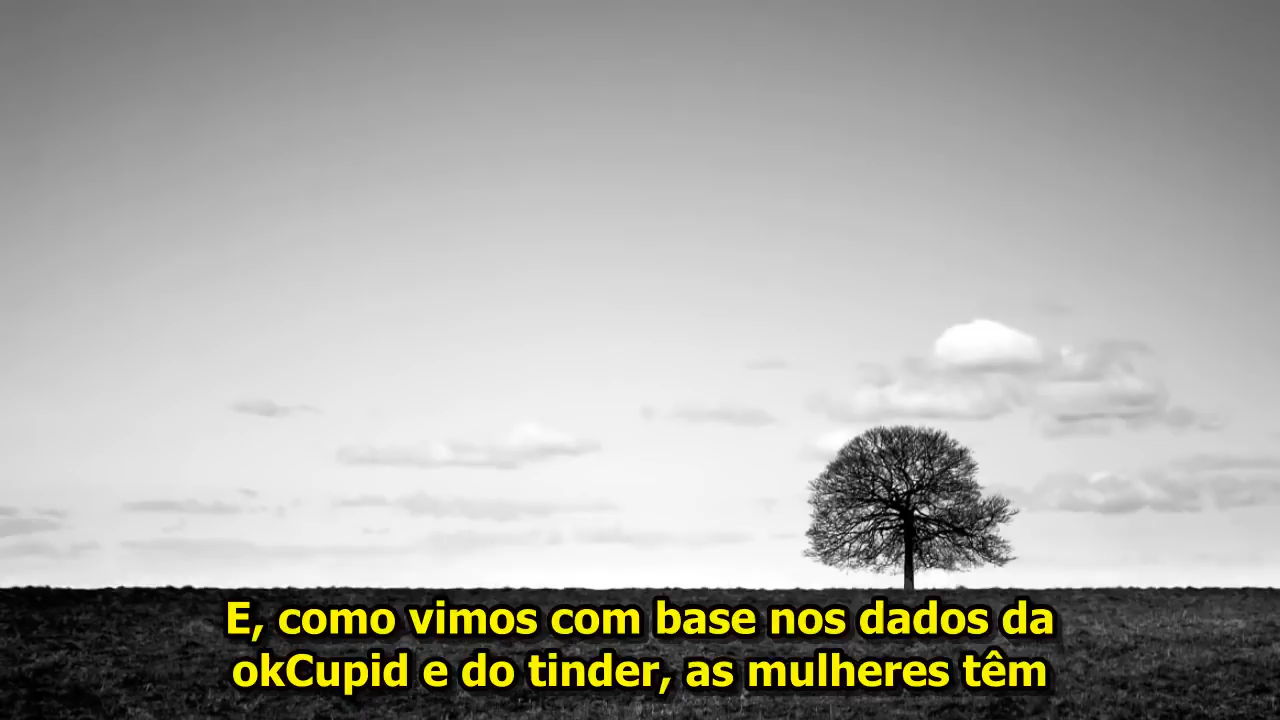 E, como vimos com base nos dados da
okCupid e do tinder, as mulheres têm